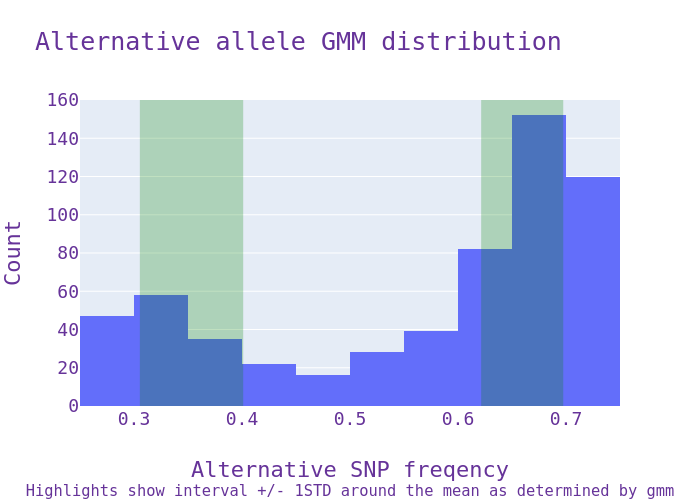 Alternative allele GMM distribution
160
140
120
100
80
60
40
20
0
Count
0.3 0.4 0.5 0.6 0.7
Alternative SNP freqency
Highlights show interval +/- 1STD around the mean as determined by gmm